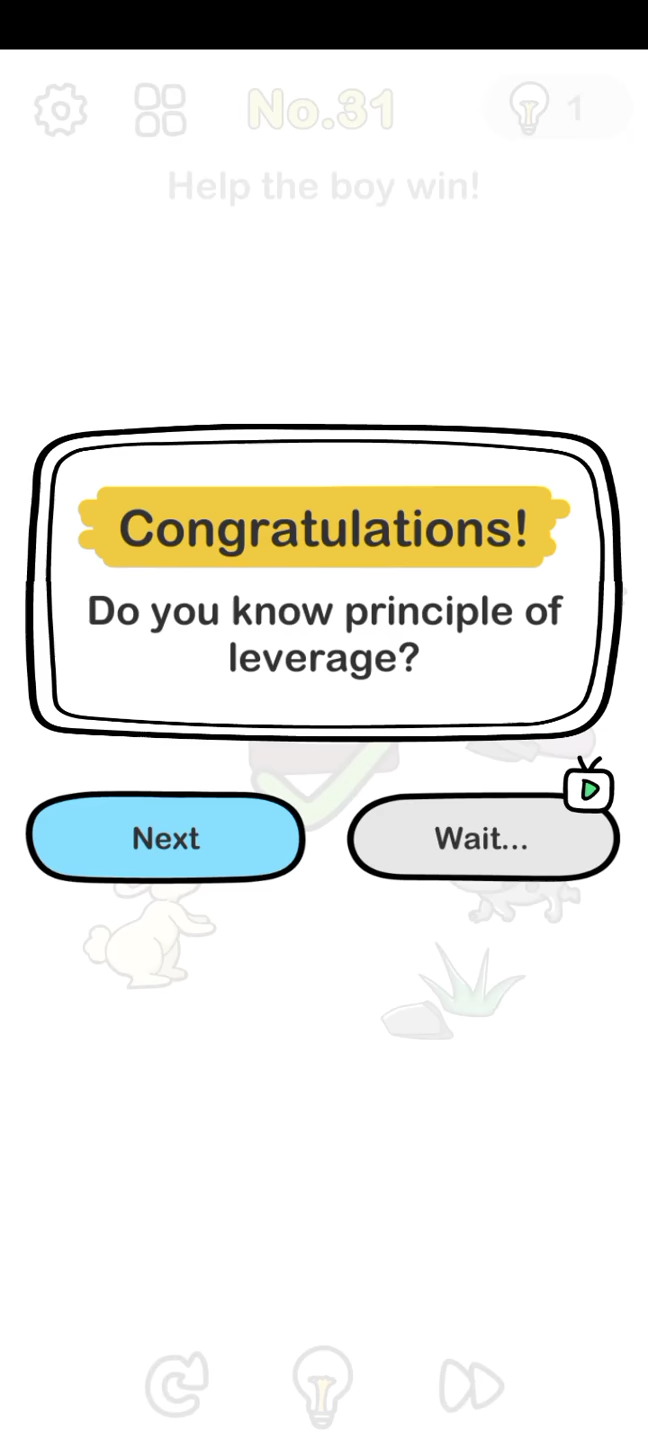 No.31
1
Help the boy win!
Congratulations!
Do you know principle of
leverage?
Next
Wait...